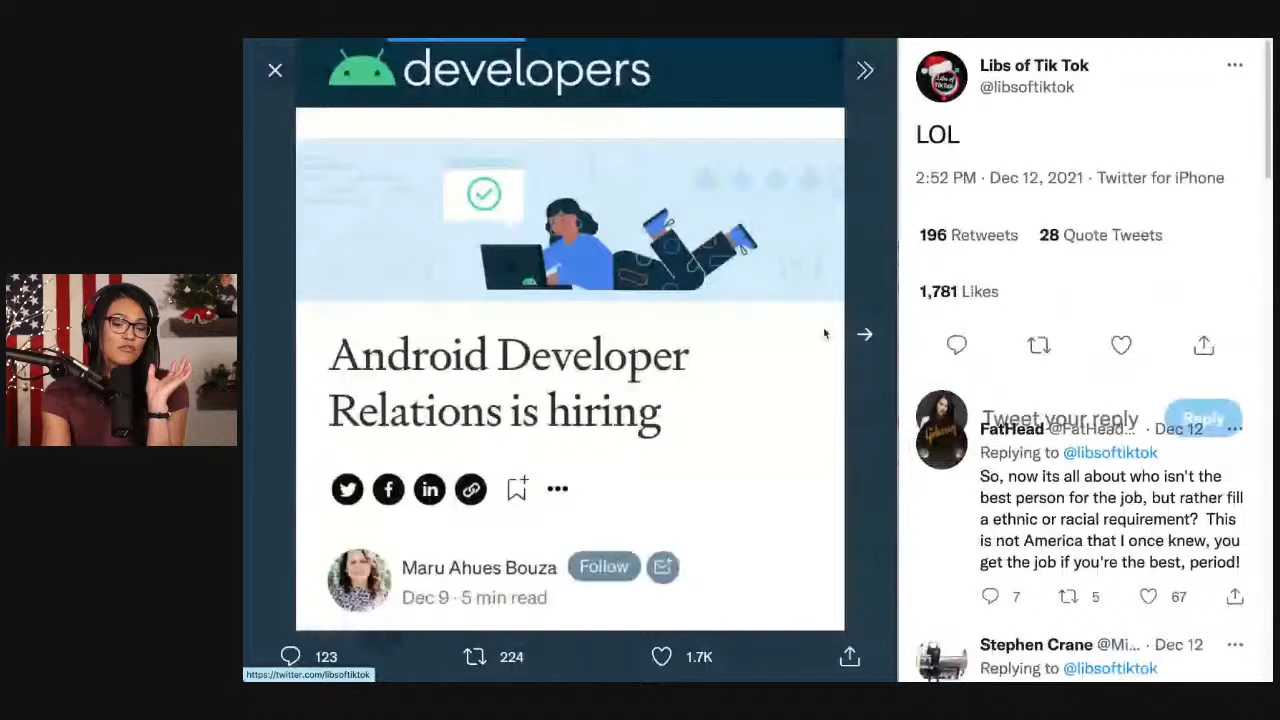 developers
Android Developer
Relations is hiring
Maru Ahues Bouza
Follow
Dec 9 · 5 min read
123
224
1.7K
https://twitter.com/libsoftiktok
Libs of Tik Tok
@libsoftiktok
LOL
2:52 PM · Dec 12, 2021 · Twitter for iPhone
196 Retweets 28 Quote Tweets
1,781 Likes
Tweet your reply
Reply
FatHead @FatHead... · Dec 12
Replying to @libsoftiktok
So, now its all about who isn't the
best person for the job, but rather fill
a ethnic or racial requirement? This
is not America that I once knew, you
get the job if you're the best, period!
7
5
67
Stephen Crane @Mi... · Dec 12
Replying to @libsoftiktok